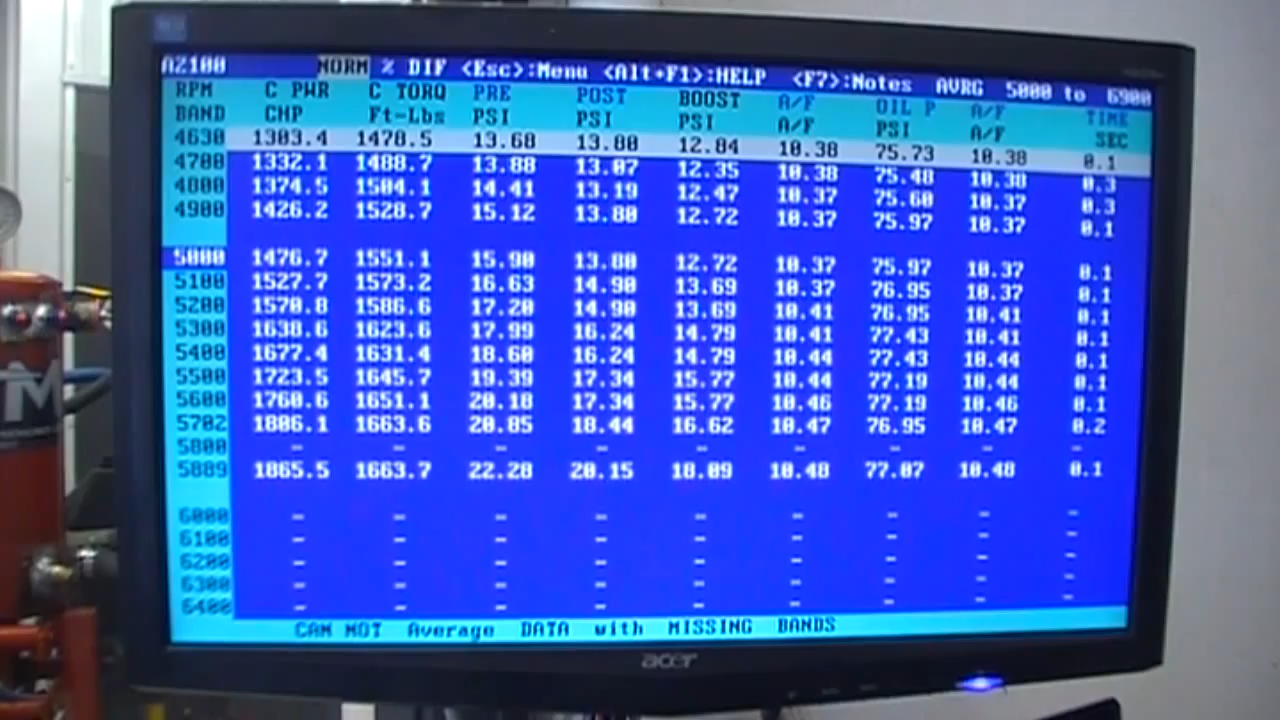 AZ100 NORM % DIF <Esc>:Menu <Alt+F1>:HELP <F7>:Notes AVRG 5000 to 6900
RPM C PWR C TORQ PRE POST BOOST A/F OIL P A/F TIME
BAND CHP Ft-Lbs PSI PSI PSI A/F PSI A/F SEC
4630 1303.4 1478.5 13.68 13.80 12.84 10.38 75.73 10.38 0.1
4700 1332.1 1488.7 13.88 13.07 12.35 10.38 75.48 10.38 0.3
4800 1374.5 1504.1 14.41 13.19 12.47 10.37 75.60 10.37 0.3
4900 1426.2 1528.7 15.12 13.80 12.72 10.37 75.97 10.37 0.1
5000 1476.7 1551.1 15.90 13.80 12.72 10.37 75.97 10.37 0.1
5100 1527.7 1573.2 16.63 14.90 13.69 10.37 76.95 10.37 0.1
5200 1570.8 1586.6 17.20 14.90 13.69 10.41 76.95 10.41 0.1
5300 1638.6 1623.6 17.99 16.24 14.79 10.41 77.43 10.41 0.1
5400 1677.4 1631.4 18.60 16.24 14.79 10.44 77.43 10.44 0.1
5500 1723.5 1645.7 19.39 17.34 15.77 10.44 77.19 10.44 0.1
5600 1760.6 1651.1 20.18 17.34 15.77 10.46 77.19 10.46 0.1
5702 1806.1 1663.6 20.85 18.44 16.62 10.47 76.95 10.47 0.2
5800 - - - - - - - - -
5889 1865.5 1663.7 22.28 20.15 18.09 10.48 77.07 10.48 0.1
6000 - - - - - - - - -
6100 - - - - - - - - -
6200 - - - - - - - - -
6300 - - - - - - - - -
6400 - - - - - - - - -
CAN NOT Average DATA with MISSING BANDS
acer
M